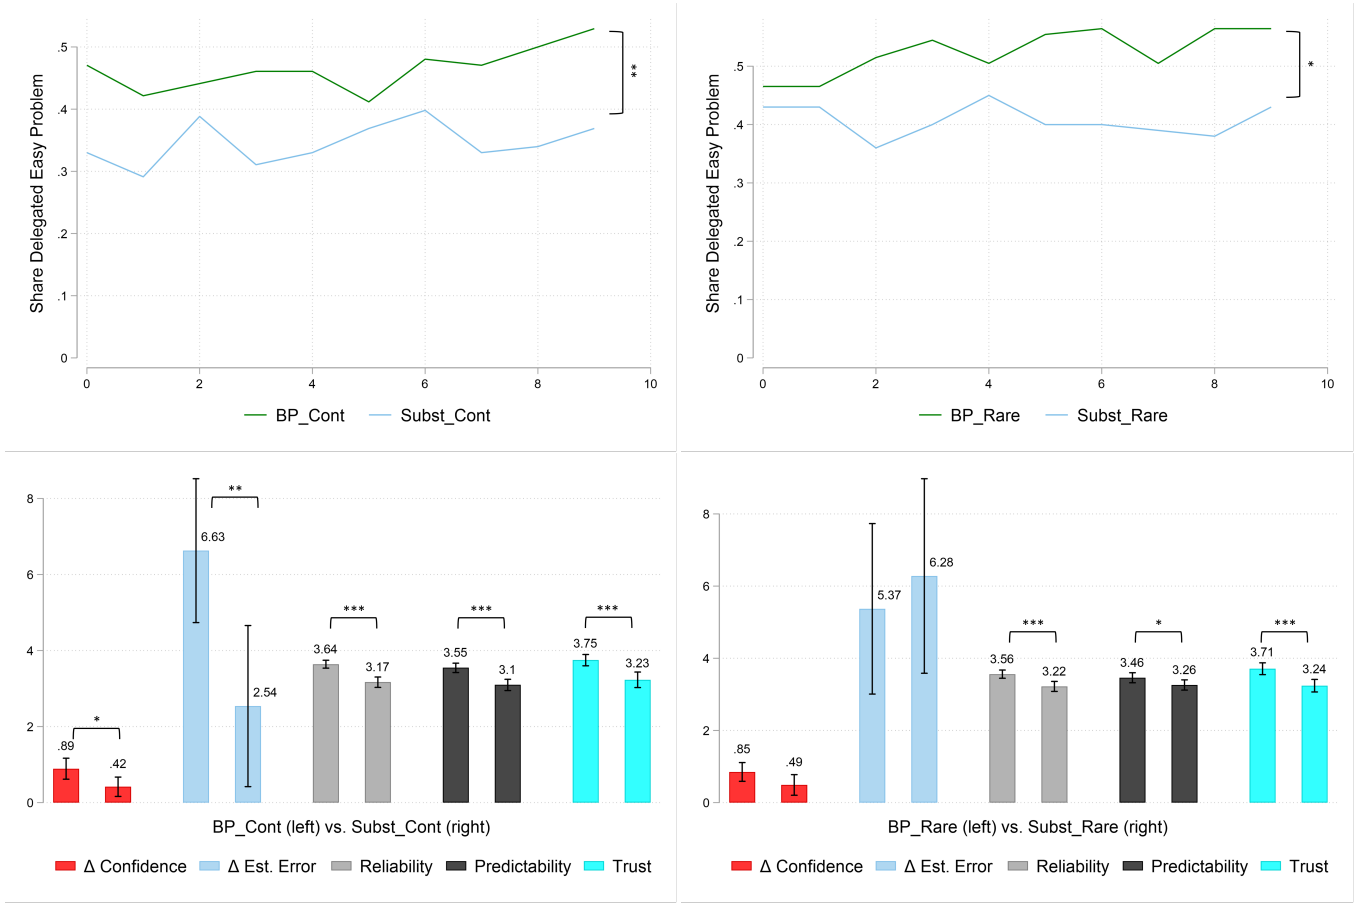 Share Delegated Easy Problem
.5
**
.4
.3
.2
.1
0
0 2 4 6 8 10
BP_Cont Subst_Cont
Share Delegated Easy Problem
.5
*
.4
.3
.2
.1
0
0 2 4 6 8 10
BP_Rare Subst_Rare
8
6
4
2
0
**
6.63
*** *** ***
3.64 3.17 3.55 3.1 3.75 3.23
2.54
*
.89 .42
BP_Cont (left) vs. Subst_Cont (right)
Δ Confidence Δ Est. Error Reliability Predictability Trust
8
6
4
2
0
5.37 6.28
*** * ***
3.56 3.22 3.46 3.26 3.71 3.24
.85 .49
BP_Rare (left) vs. Subst_Rare (right)
Δ Confidence Δ Est. Error Reliability Predictability Trust